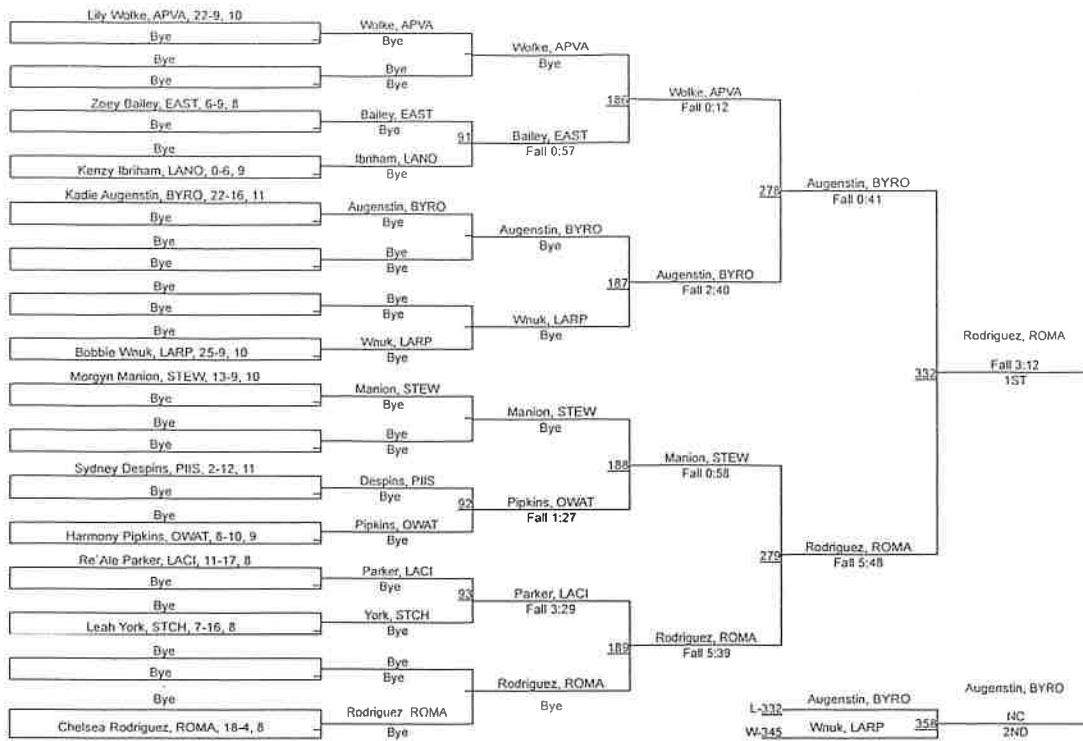 Lily Wolke, APVA, 22-9, 10
Bye
Bye
Bye
Zoey Bailey, EAST, 6-9, 8
Bye
Bye
Kenzy Ibriham, LANO, 0-6, 9
Kadie Augenstin, BYRO, 22-16, 11
Bye
Bye
Bye
Bye
Bye
Bye
Bobbie Wnuk, LARP, 25-9, 10
Morgyn Manion, STEW, 13-9, 10
Bye
Bye
Bye
Sydney Despins, PIIS, 2-12, 11
Bye
Bye
Harmony Pipkins, OWAT, 8-10, 9
Re'Ale Parker, LACI, 11-17, 8
Bye
Bye
Leah York, STCH, 7-16, 8
Bye
Bye
Bye
Chelsea Rodriguez, ROMA, 18-4, 8
Wolke, APVA
Bye
Bye
Bye
Bailey, EAST
Bye
91
Ibriham, LANO
Bye
Augenstin, BYRO
Bye
Bye
Bye
Bye
Bye
Wnuk, LARP
Bye
Manion, STEW
Bye
Bye
Bye
Despins, PIIS
Bye
92
Pipkins, OWAT
Bye
Parker, LACI
Bye
93
York, STCH
Bye
Bye
Bye
Rodriguez ROMA
Bye
Wolke, APVA
Bye
186
Bailey, EAST
Fall 0:57
Augenstin, BYRO
Bye
187
Wnuk, LARP
Bye
Manion, STEW
Bye
188
Pipkins, OWAT
Fall 1:27
Parker, LACI
Fall 3:29
189
Rodriguez, ROMA
Bye
Wolke, APVA
Fall 0:12
278
Augenstin, BYRO
Fall 2:40
Manion, STEW
Fall 0:58
279
Rodriguez, ROMA
Fall 5:39
Augenstin, BYRO
Fall 0:41
332
Rodriguez, ROMA
Fall 5:48
Rodriguez, ROMA
Fall 3:12
1ST
L-332 Augenstin, BYRO
W-345 Wnuk, LARP
358
Augenstin, BYRO
NC
2ND